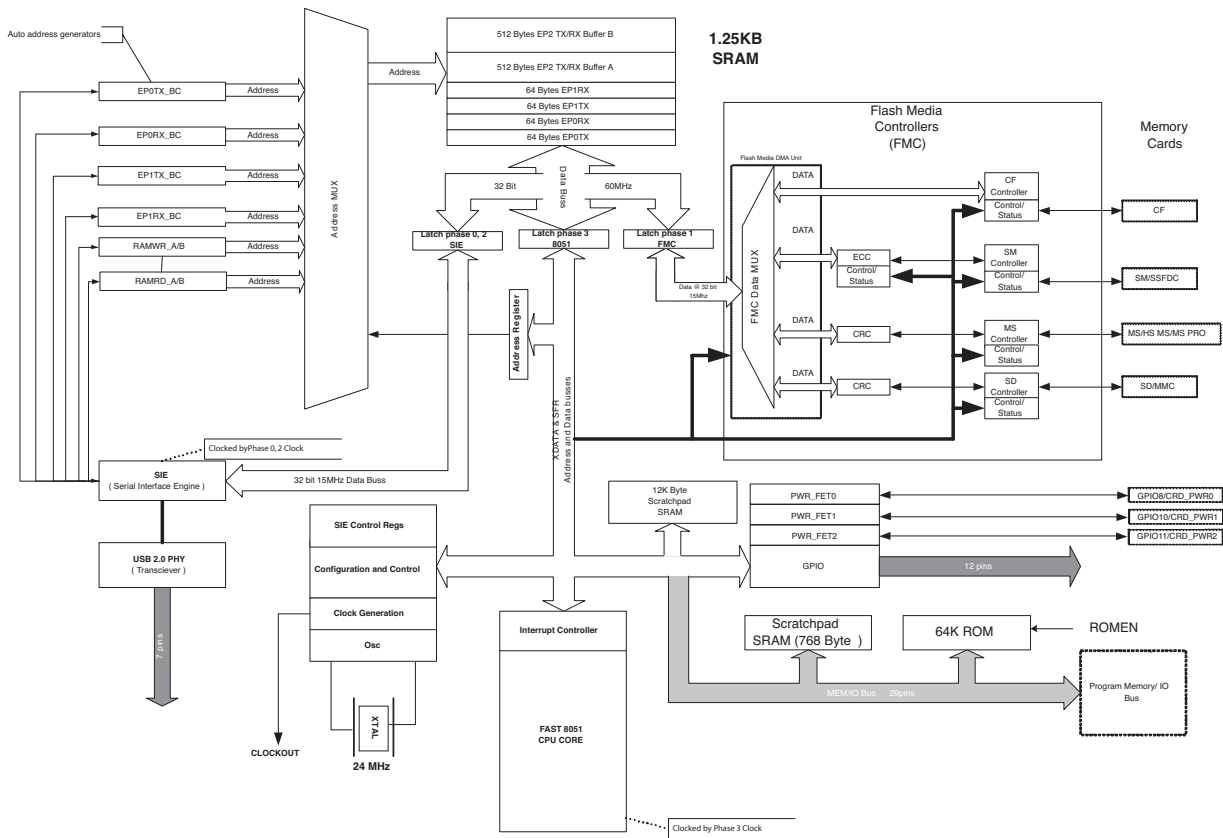 Auto address generators
EP0TX_BC
Address
EP0RX_BC
Address
EP1TX_BC
Address
EP1RX_BC
Address
RAMWR_A/B
Address
RAMRD_A/B
Address
Address MUX
Address
512 Bytes EP2 TX/RX Buffer B
512 Bytes EP2 TX/RX Buffer A
64 Bytes EP1RX
64 Bytes EP1TX
64 Bytes EP0RX
64 Bytes EP0TX
1.25KB
SRAM
32 Bit
Data Buss
60MHz
Latch phase 0, 2
SIE
Latch phase 3
8051
Latch phase 1
FMC
Address Register
Data @ 32 bit
15Mhz
XDATA & SFR
Address and Data busses
Flash Media
Controllers
(FMC)
Flash Media DMA Unit
FMC Data MUX
DATA
DATA
DATA
DATA
CF
Controller
Control/
Status
ECC
Control/
Status
SM
Controller
Control/
Status
CRC
MS
Controller
Control/
Status
CRC
SD
Controller
Control/
Status
Memory
Cards
CF
SM/SSFDC
MS/HS MS/MS PRO
SD/MMC
Clocked byPhase 0, 2 Clock
SIE
( Serial Interface Engine )
32 bit 15MHz Data Buss
USB 2.0 PHY
( Transciever )
7 pins
SIE Control Regs
Configuration and Control
Clock Generation
Osc
XTAL
24 MHz
CLOCKOUT
12K Byte
Scratchpad
SRAM
PWR_FET0
PWR_FET1
PWR_FET2
GPIO
GPIO8/CRD_PWR0
GPIO10/CRD_PWR1
GPIO11/CRD_PWR2
12 pins
Interrupt Controller
FAST 8051
CPU CORE
Clocked by Phase 3 Clock
Scratchpad
SRAM (768 Byte )
64K ROM
ROMEN
MEM/IO Bus 29pins
Program Memory/ IO
Bus